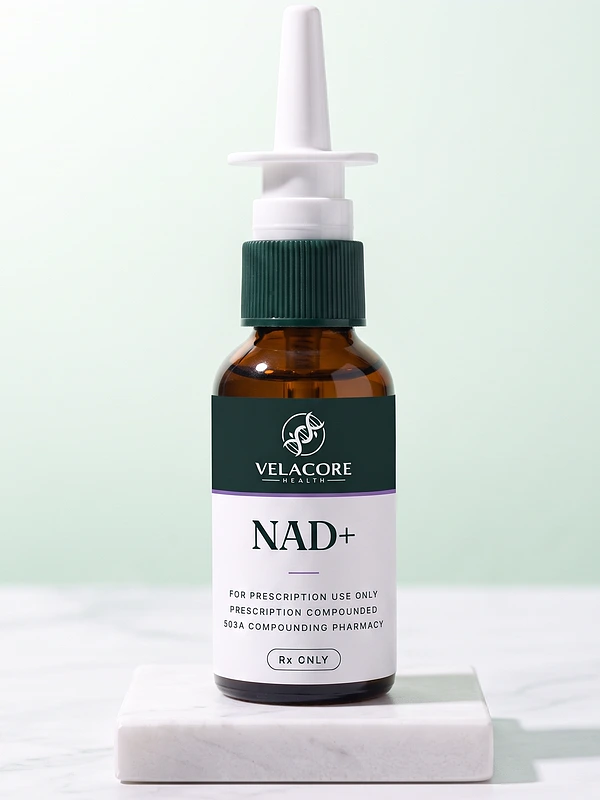 VELACORE
HEALTH
NAD+
FOR PRESCRIPTION USE ONLY
PRESCRIPTION COMPOUNDED
503A COMPOUNDING PHARMACY
Rx ONLY